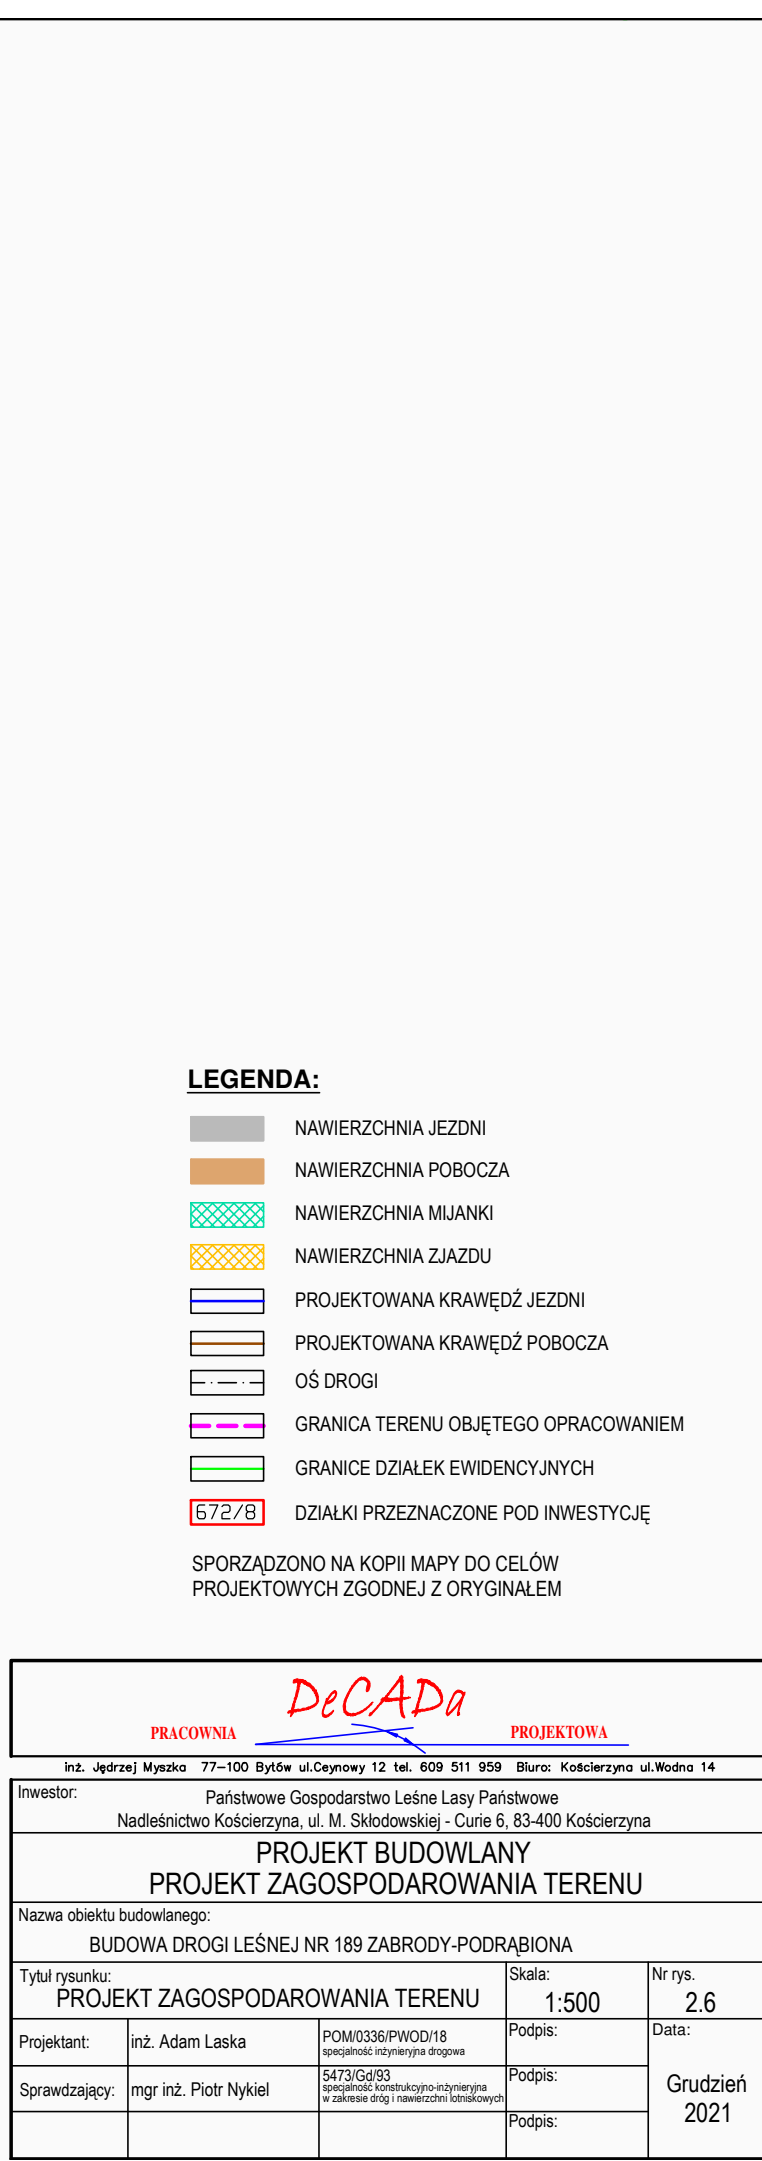 LEGENDA:
NAWIERZCHNIA JEZDNI
NAWIERZCHNIA POBOCZA
NAWIERZCHNIA MIJANKI
NAWIERZCHNIA ZJAZDU
PROJEKTOWANA KRAWĘDŹ JEZDNI
PROJEKTOWANA KRAWĘDŹ POBOCZA
OŚ DROGI
GRANICA TERENU OBJĘTEGO OPRACOWANIEM
GRANICE DZIAŁEK EWIDENCYJNYCH
672/8 DZIAŁKI PRZEZNACZONE POD INWESTYCJĘ
SPORZĄDZONO NA KOPII MAPY DO CELÓW
PROJEKTOWYCH ZGODNEJ Z ORYGINAŁEM
DeCADa
PRACOWNIA PROJEKTOWA
inż. Jędrzej Myszka 77-100 Bytów ul.Ceynowy 12 tel. 609 511 959 Biuro: Kościerzyna ul.Wodna 14
Inwestor:
Państwowe Gospodarstwo Leśne Lasy Państwowe
Nadleśnictwo Kościerzyna, ul. M. Skłodowskiej - Curie 6, 83-400 Kościerzyna
PROJEKT BUDOWLANY
PROJEKT ZAGOSPODAROWANIA TERENU
Nazwa obiektu budowlanego:
BUDOWA DROGI LEŚNEJ NR 189 ZABRODY-PODRĄBIONA
Tytuł rysunku:
PROJEKT ZAGOSPODAROWANIA TERENU
Skala:
1:500
Nr rys.
2.6
Projektant:
inż. Adam Laska
POM/0336/PWOD/18
specjalność inżynieryjna drogowa
Podpis:
Data:
Grudzień
2021
Sprawdzający:
mgr inż. Piotr Nykiel
5473/Gd/93
specjalność konstrukcyjno-inżynieryjna
w zakresie dróg i nawierzchni lotniskowych
Podpis:
Podpis: